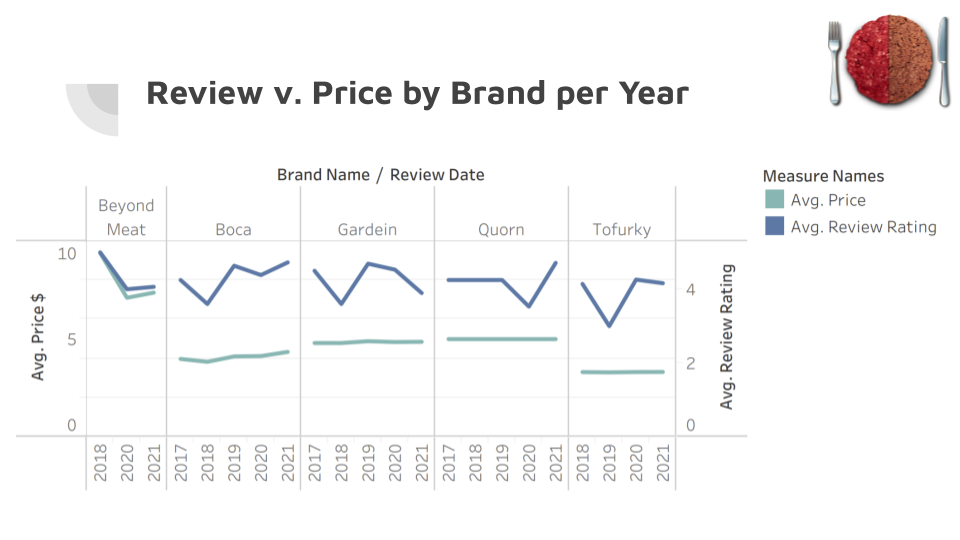 Review v. Price by Brand per Year
Brand Name / Review Date
Measure Names
Avg. Price
Avg. Review Rating
Beyond
Meat
Boca
Gardein
Quorn
Tofurky
Avg. Price $
10
5
0
4
2
0
Avg. Review Rating
2018 2020 2021 2017 2018 2019 2020 2021 2017 2018 2019 2020 2021 2017 2018 2019 2020 2021 2018 2019 2020 2021